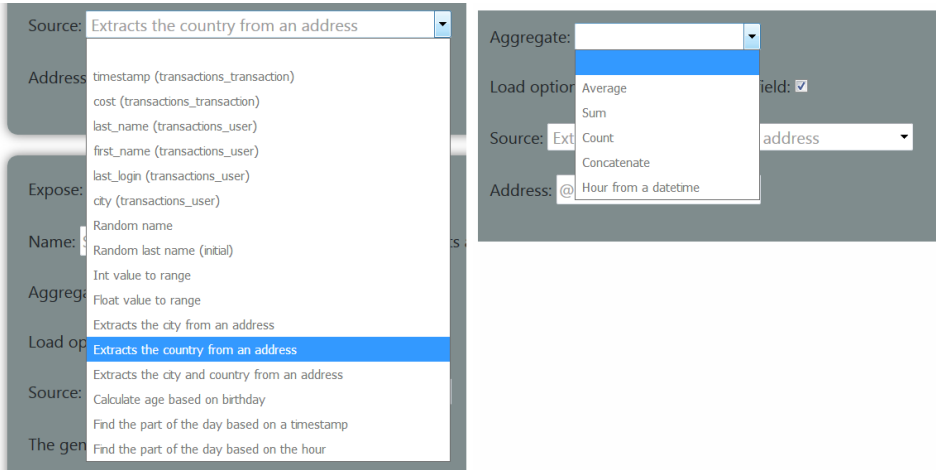 Source: Extracts the country from an address
Address
timestamp (transactions_transaction)
cost (transactions_transaction)
last_name (transactions_user)
first_name (transactions_user)
last_login (transactions_user)
city (transactions_user)
Expose:
Random name
Name:
Random last name (initial)
Int value to range
Aggrega
Float value to range
Extracts the city from an address
Load op
Extracts the country from an address
Extracts the city and country from an address
Source:
Calculate age based on birthday
Find the part of the day based on a timestamp
The gen
Find the part of the day based on the hour
Aggregate:
Load option
Average
ield:
Sum
Source: Ext
Count
address
Concatenate
Address: @
Hour from a datetime